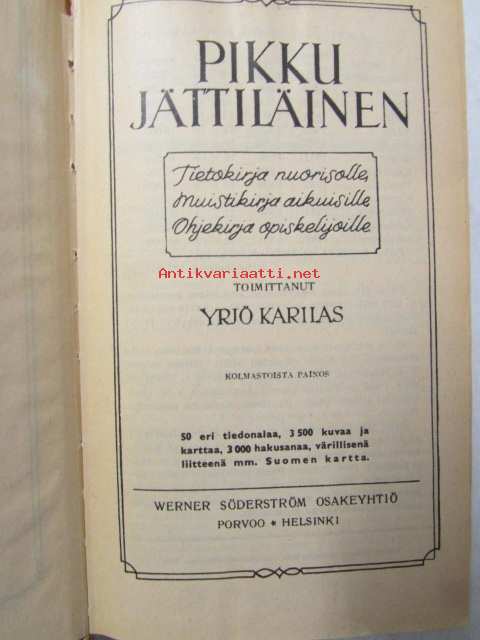 PIKKU
JÄTTILÄINEN
Tietokirja nuorisolle,
Muistikirja aikuisille,
Ohjekirja opiskelijoille.
Antikvariaatti.net
TOIMITTANUT
YRJÖ KARILAS
KOLMASTOISTA PAINOS
50 eri tiedonalaa, 3 500 kuvaa ja
karttaa, 3 000 hakusanaa, värillisenä
liitteenä mm. Suomen kartta.
WERNER SÖDERSTRÖM OSAKEYHTIÖ
PORVOO * HELSINKI